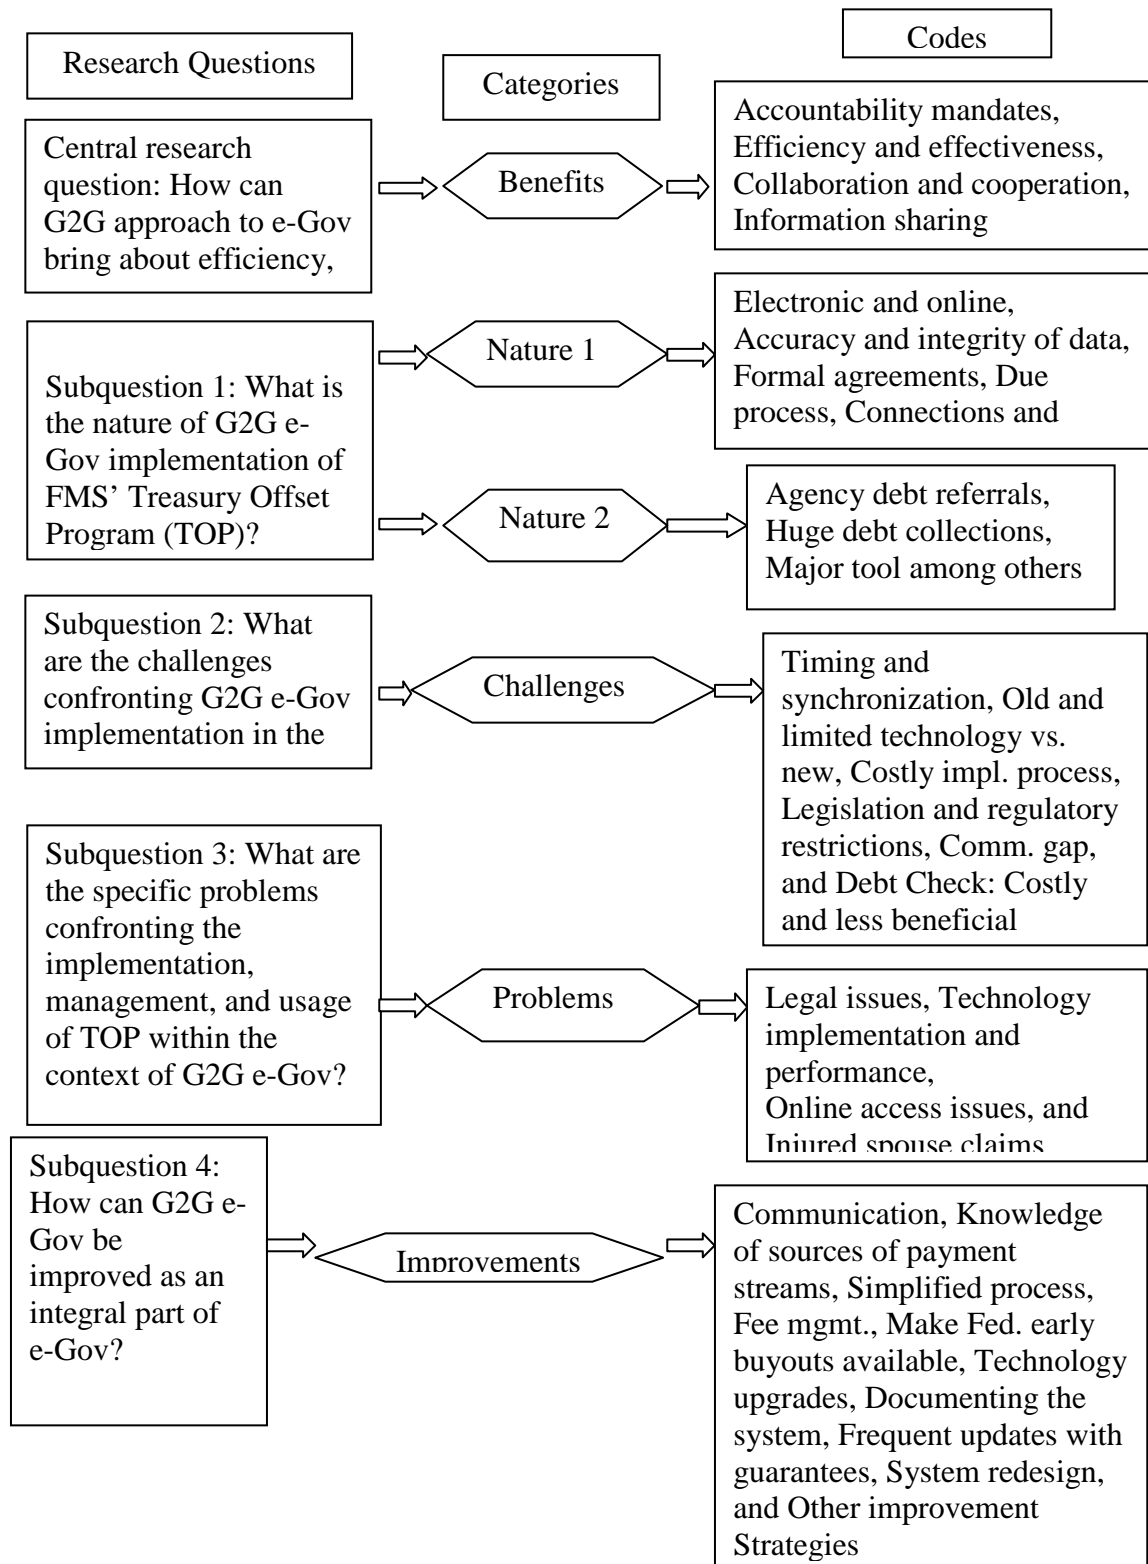 Research Questions
Categories
Codes
Central research
question: How can
G2G approach to e-Gov
bring about efficiency,
Benefits
Accountability mandates,
Efficiency and effectiveness,
Collaboration and cooperation,
Information sharing
Subquestion 1: What is
the nature of G2G e-
Gov implementation of
FMS’ Treasury Offset
Program (TOP)?
Nature 1
Electronic and online,
Accuracy and integrity of data,
Formal agreements, Due
process, Connections and
Nature 2
Agency debt referrals,
Huge debt collections,
Major tool among others
Subquestion 2: What
are the challenges
confronting G2G e-Gov
implementation in the
Challenges
Timing and
synchronization, Old and
limited technology vs.
new, Costly impl. process,
Legislation and regulatory
restrictions, Comm. gap,
and Debt Check: Costly
and less beneficial
Subquestion 3: What are
the specific problems
confronting the
implementation,
management, and usage
of TOP within the
context of G2G e-Gov?
Problems
Legal issues, Technology
implementation and
performance,
Online access issues, and
Injured spouse claims
Subquestion 4:
How can G2G e-
Gov be
improved as an
integral part of
e-Gov?
Improvements
Communication, Knowledge
of sources of payment
streams, Simplified process,
Fee mgmt., Make Fed. early
buyouts available, Technology
upgrades, Documenting the
system, Frequent updates with
guarantees, System redesign,
and Other improvement
Strategies